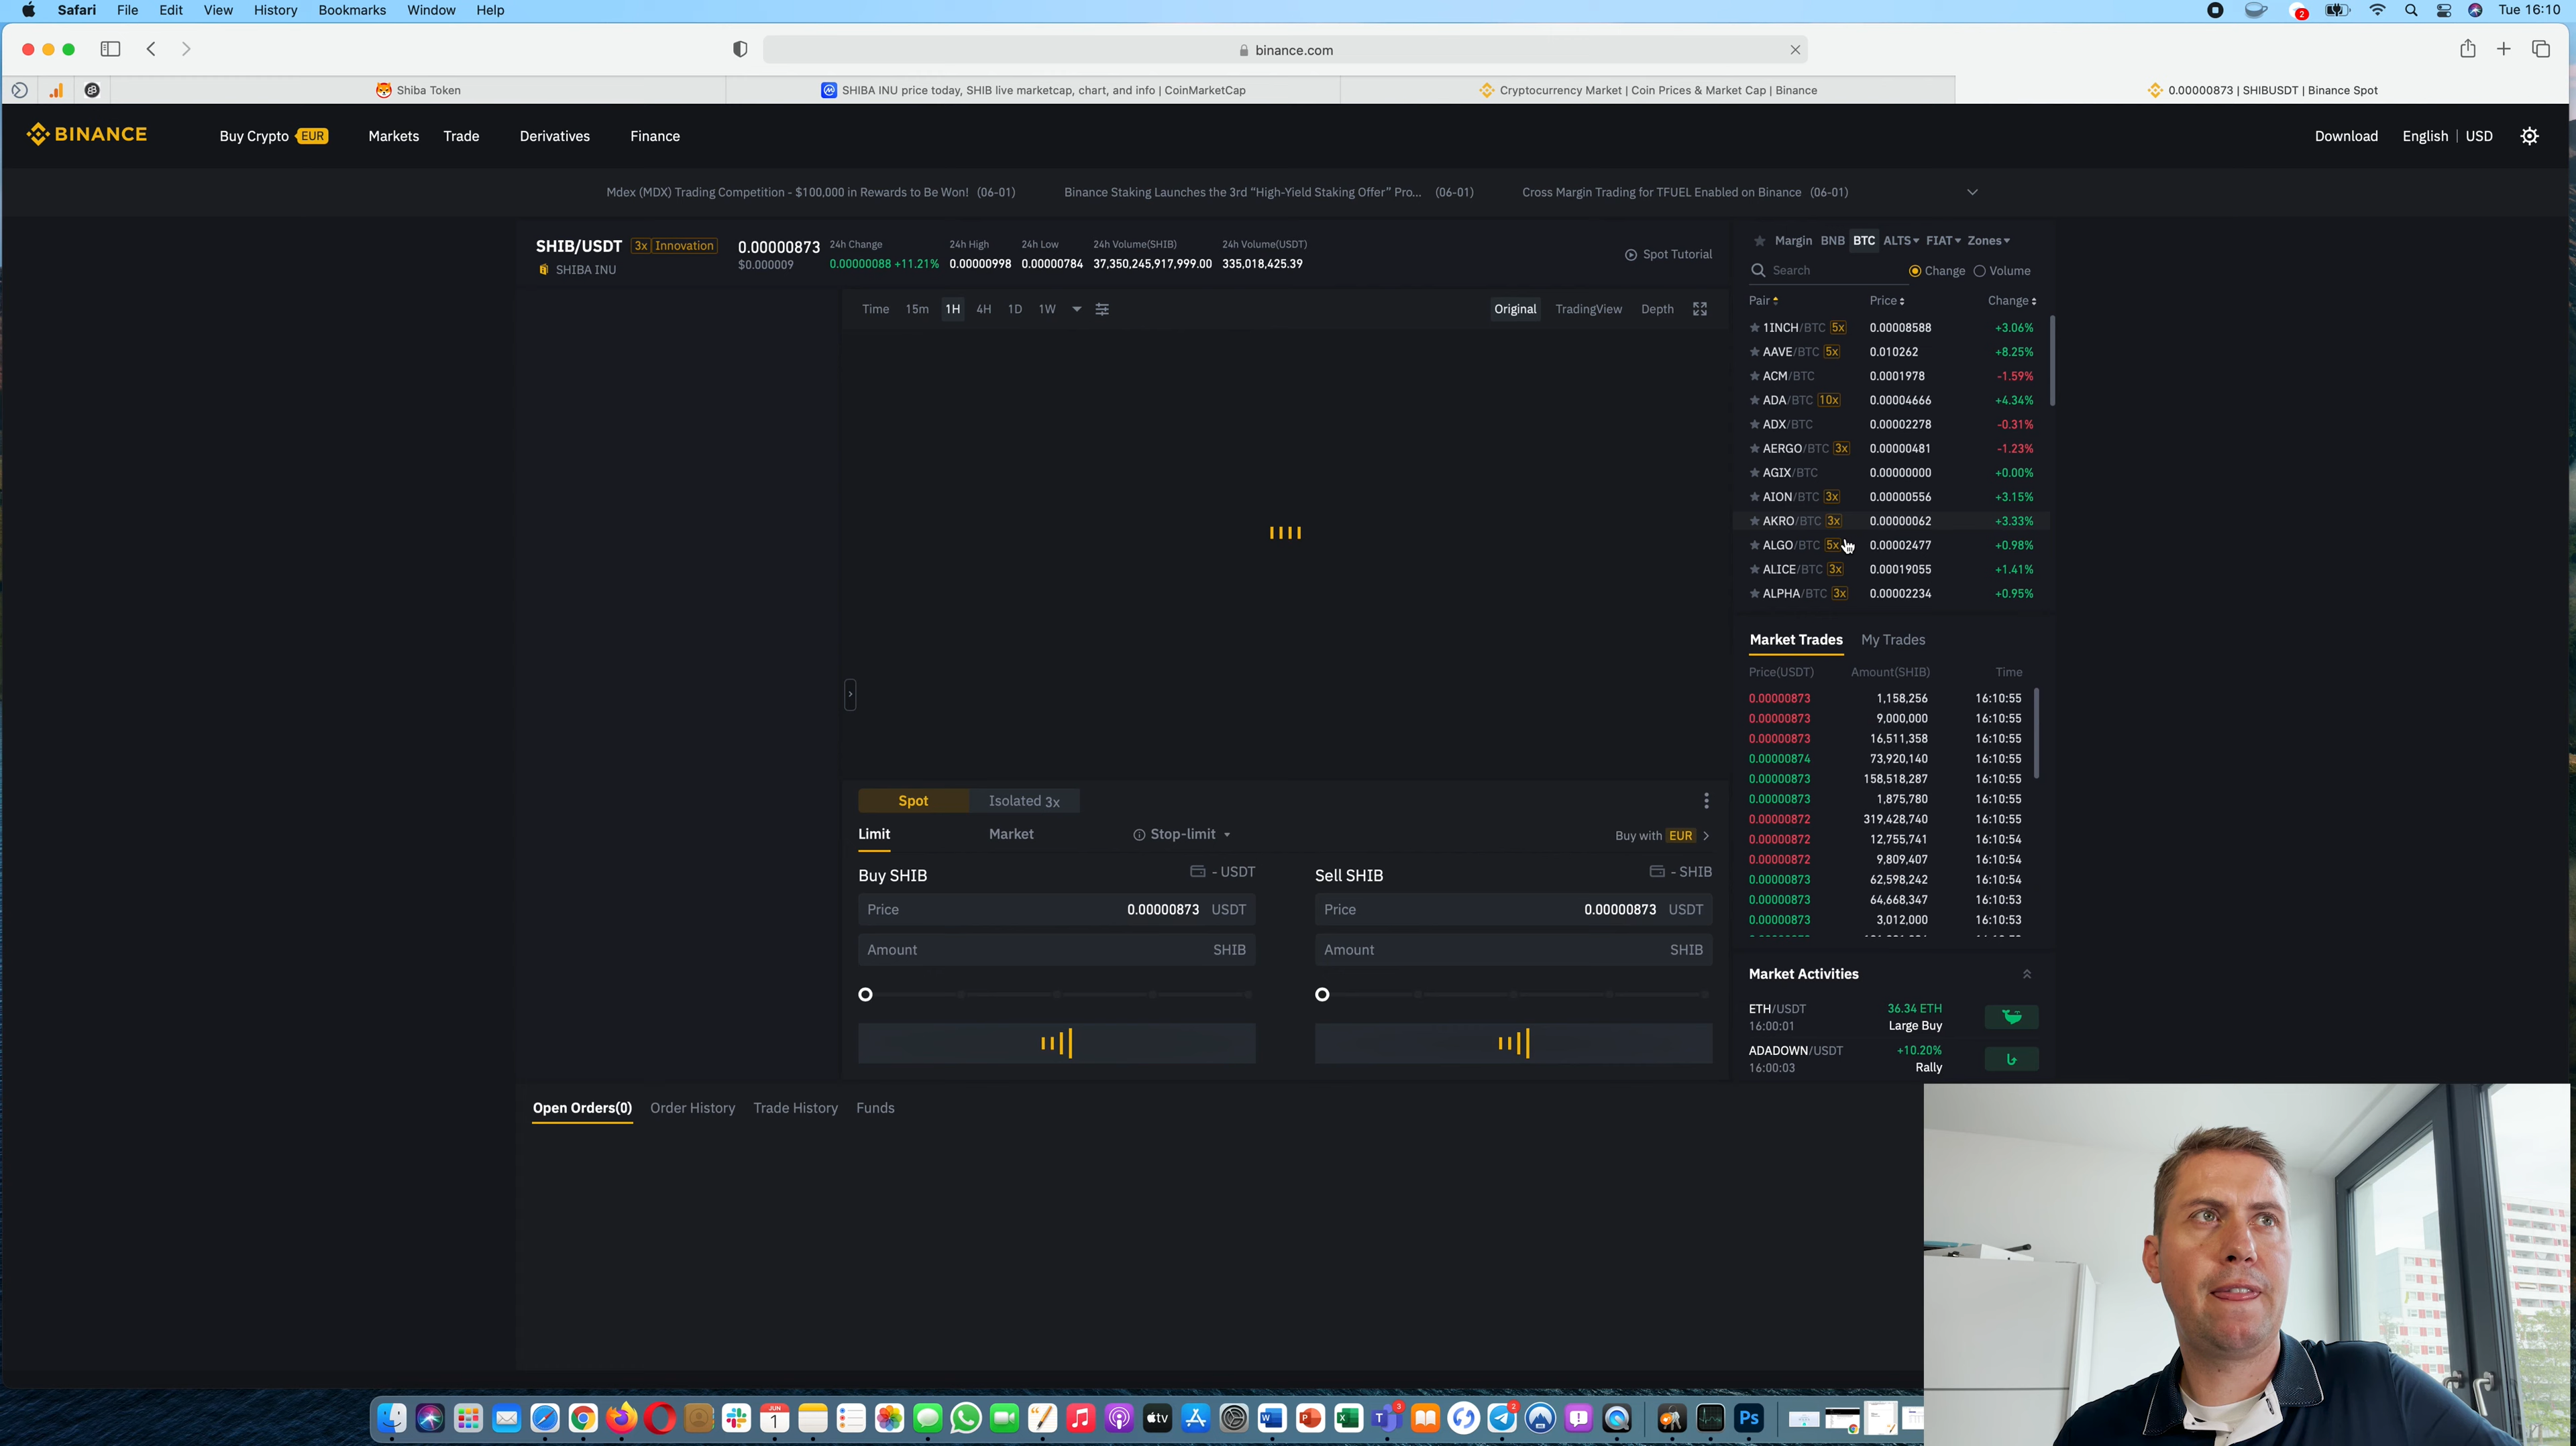 Safari File Edit View History Bookmarks Window Help
2
Tue 16:10
binance.com
Shiba Token
SHIBA INU price today, SHIB live marketcap, chart, and info | CoinMarketCap
Cryptocurrency Market | Coin Prices & Market Cap | Binance
0.00000873 | SHIBUSDT | Binance Spot
BINANCE
Buy Crypto EUR Markets Trade Derivatives Finance
Download English | USD
Mdex (MDX) Trading Competition - $100,000 in Rewards to Be Won! (06-01)
Binance Staking Launches the 3rd “High-Yield Staking Offer” Pro... (06-01)
Cross Margin Trading for TFUEL Enabled on Binance (06-01)
SHIB/USDT 3x Innovation
SHIBA INU
0.00000873
$0.000009
24h Change
0.00000088 +11.21%
24h High
0.00000998
24h Low
0.00000784
24h Volume(SHIB)
37,350,245,917,999.00
24h Volume(USDT)
335,018,425.39
Spot Tutorial
Time 15m 1H 4H 1D 1W
Original TradingView Depth
Margin BNB BTC ALTS FIAT Zones
Search
Change Volume
Pair Price Change
1INCH/BTC 5x 0.00008588 +3.06%
AAVE/BTC 5x 0.010262 +8.25%
ACM/BTC 0.0001978 -1.59%
ADA/BTC 10x 0.00004666 +4.34%
ADX/BTC 0.00002278 -0.31%
AERGO/BTC 3x 0.00000481 -1.23%
AGIX/BTC 0.00000000 +0.00%
AION/BTC 3x 0.00000556 +3.15%
AKRO/BTC 3x 0.00000062 +3.33%
ALGO/BTC 5x 0.00002477 +0.98%
ALICE/BTC 3x 0.00019055 +1.41%
ALPHA/BTC 3x 0.00002234 +0.95%
Market Trades My Trades
Price(USDT) Amount(SHIB) Time
0.00000873 1,158,256 16:10:55
0.00000873 9,000,000 16:10:55
0.00000873 16,511,358 16:10:55
0.00000874 73,920,140 16:10:55
0.00000873 158,518,287 16:10:55
0.00000873 1,875,780 16:10:55
0.00000872 319,428,740 16:10:55
0.00000872 12,755,741 16:10:54
0.00000872 9,809,407 16:10:54
0.00000873 62,598,242 16:10:54
0.00000873 64,668,347 16:10:53
0.00000873 3,012,000 16:10:53
Market Activities
ETH/USDT 36.34 ETH
16:00:01 Large Buy
ADADOWN/USDT +10.20%
16:00:03 Rally
Spot Isolated 3x
Limit Market Stop-limit
Buy with EUR
Buy SHIB - USDT
Price 0.00000873 USDT
Amount SHIB
Sell SHIB - SHIB
Price 0.00000873 USDT
Amount SHIB
Open Orders(0) Order History Trade History Funds
JUN
1
tv
W
P
X
T
3
2
Ps